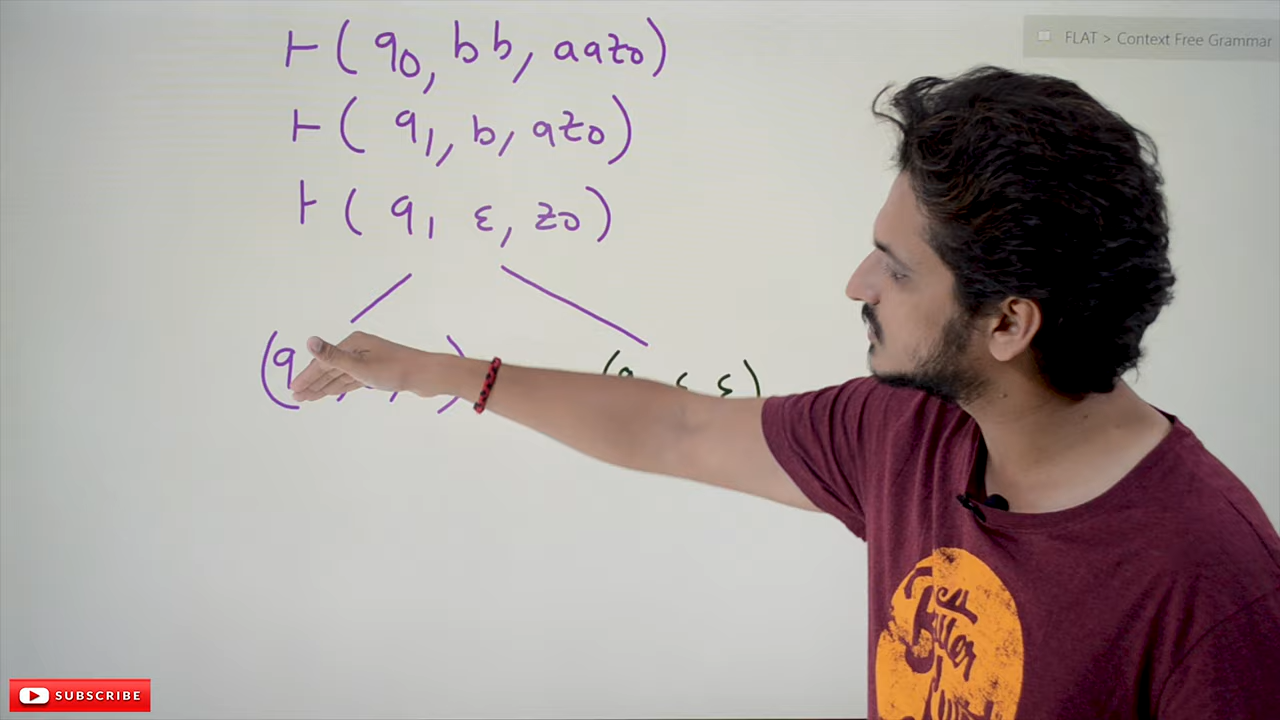 ⊢ ( q0, bb, aaz0 )
FLAT > Context Free Grammar
⊢ ( q1, b, az0 )
⊢ ( q1 ε, z0 )
(q , , ) ( ε )
SUBSCRIBE